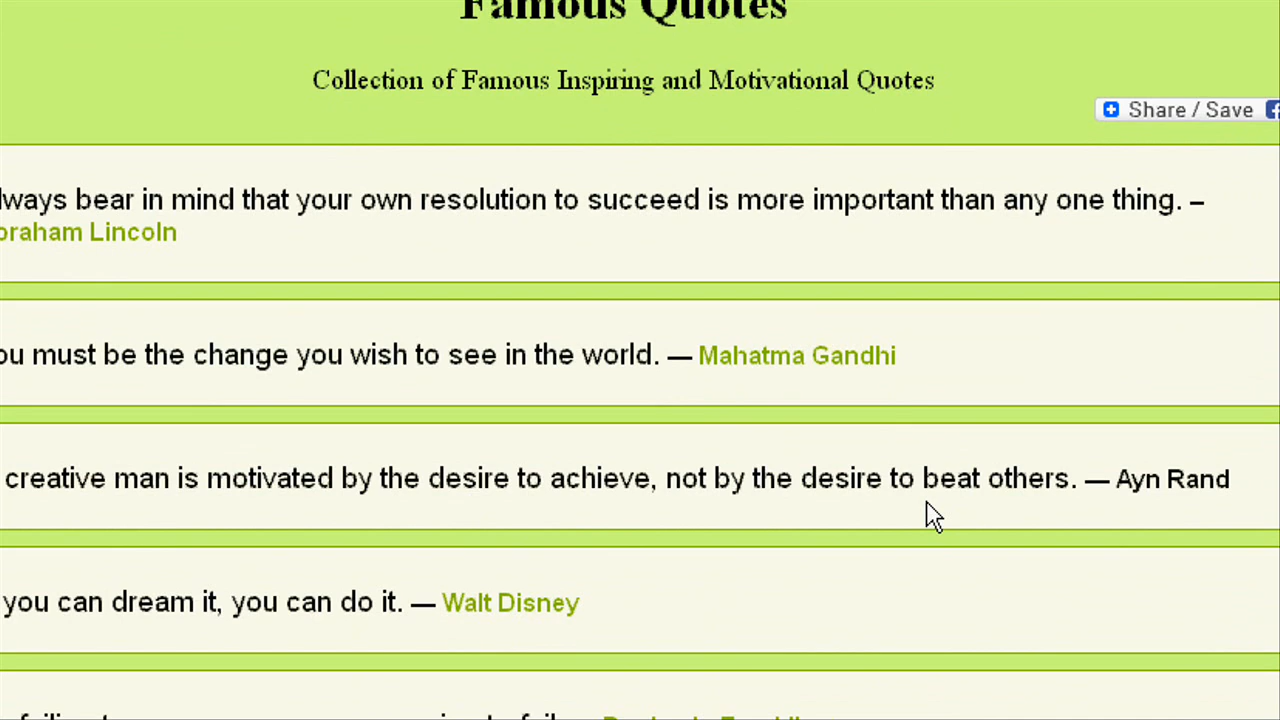 Famous Quotes
Collection of Famous Inspiring and Motivational Quotes
Share / Save
lways bear in mind that your own resolution to succeed is more important than any one thing. –
braham Lincoln
ou must be the change you wish to see in the world. — Mahatma Gandhi
creative man is motivated by the desire to achieve, not by the desire to beat others. — Ayn Rand
you can dream it, you can do it. — Walt Disney